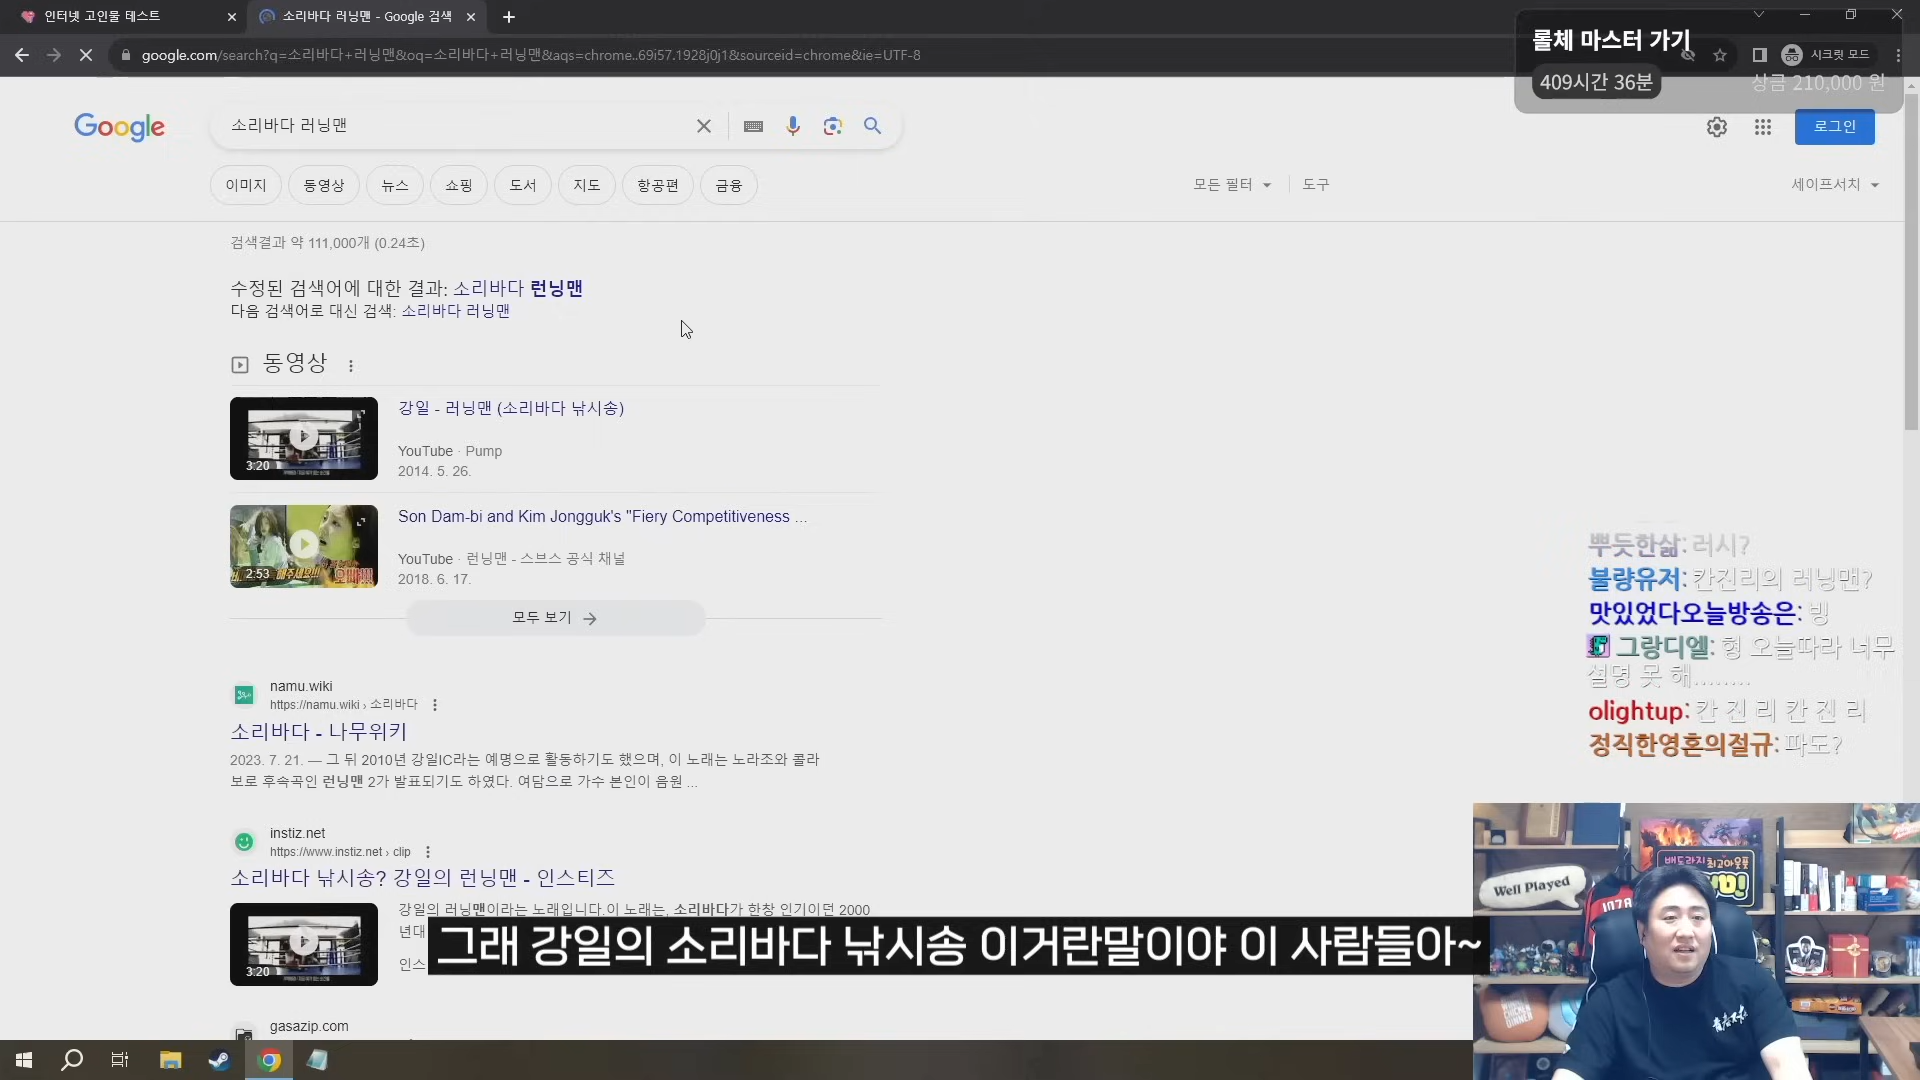 인터넷 고인물 테스트
소리바다 러닝맨 - Google 검색
google.com/search?q=소리바다+러닝맨&oq=소리바다+러닝맨&aqs=chrome..69i57.1928j0j1&sourceid=chrome&ie=UTF-8
시크릿 모드
롤체 마스터 가기
409시간 36분
상금 210,000 원
Google
소리바다 러닝맨
로그인
이미지
동영상
뉴스
쇼핑
도서
지도
항공편
금융
모든 필터
도구
세이프서치
검색결과 약 111,000개 (0.24초)
수정된 검색어에 대한 결과: 소리바다 런닝맨
다음 검색어로 대신 검색: 소리바다 러닝맨
동영상
강일 - 러닝맨 (소리바다 낚시송)
YouTube · Pump
2014. 5. 26.
3:20
Son Dam-bi and Kim Jongguk's "Fiery Competitiveness ...
YouTube · 런닝맨 - 스브스 공식 채널
2018. 6. 17.
2:53
모두 보기
namu.wiki
https://namu.wiki › 소리바다
소리바다 - 나무위키
2023. 7. 21. — 그 뒤 2010년 강일IC라는 예명으로 활동하기도 했으며, 이 노래는 노라조와 콜라
보로 후속곡인 런닝맨 2가 발표되기도 하였다. 여담으로 가수 본인이 음원 ...
instiz.net
https://www.instiz.net › clip
소리바다 낚시송? 강일의 런닝맨 - 인스티즈
강일의 러닝맨이라는 노래입니다.이 노래는, 소리바다가 한창 인기이던 2000
년대
인스
3:20
gasazip.com
뿌듯한삶: 러시?
불량유저: 칸진리의 러닝맨?
맛있었다오늘방송은: 빙
그랑디엘: 형 오늘따라 너무
설명 못 해........
olightup: 칸 진 리 칸 진 리
정직한영혼의절규: 파도?
그래 강일의 소리바다 낚시송 이거란말이야 이 사람들아~
Well Played
배도라지 최고아웃풋
CHICKEN
DINNER